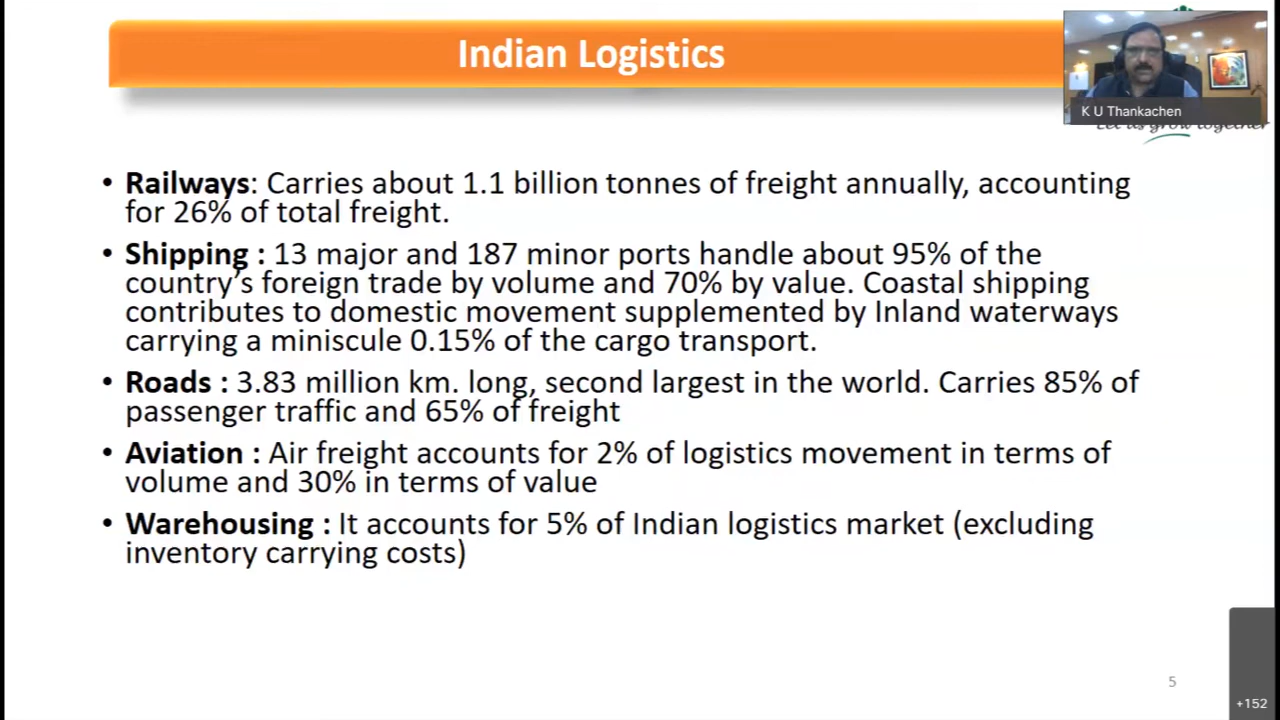 Indian Logistics
K U Thankachen
Let us grow together
• Railways: Carries about 1.1 billion tonnes of freight annually, accounting
for 26% of total freight.
• Shipping : 13 major and 187 minor ports handle about 95% of the
country's foreign trade by volume and 70% by value. Coastal shipping
contributes to domestic movement supplemented by Inland waterways
carrying a miniscule 0.15% of the cargo transport.
• Roads : 3.83 million km. long, second largest in the world. Carries 85% of
passenger traffic and 65% of freight
• Aviation : Air freight accounts for 2% of logistics movement in terms of
volume and 30% in terms of value
• Warehousing : It accounts for 5% of Indian logistics market (excluding
inventory carrying costs)
5
+152